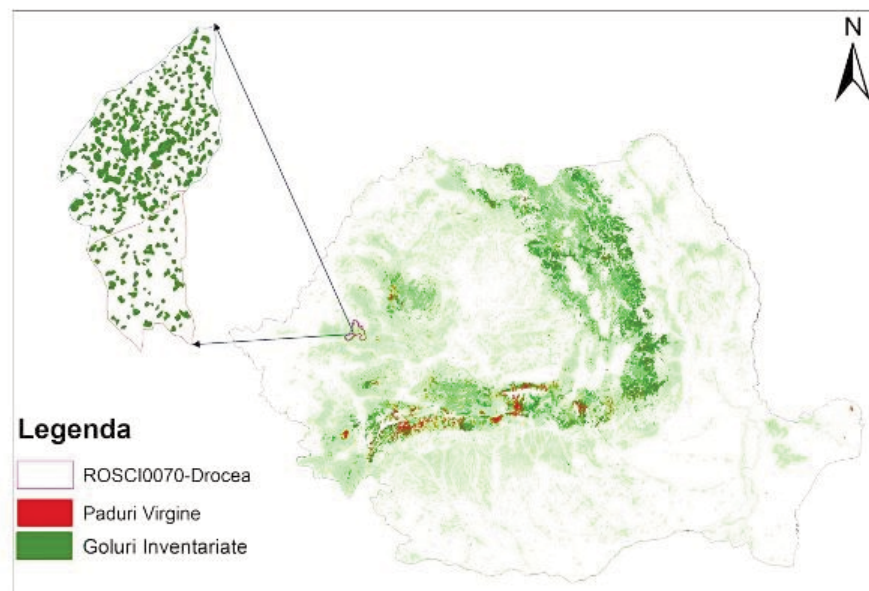 N
Legenda
ROSCI0070-Drocea
Paduri Virgine
Goluri Inventariate